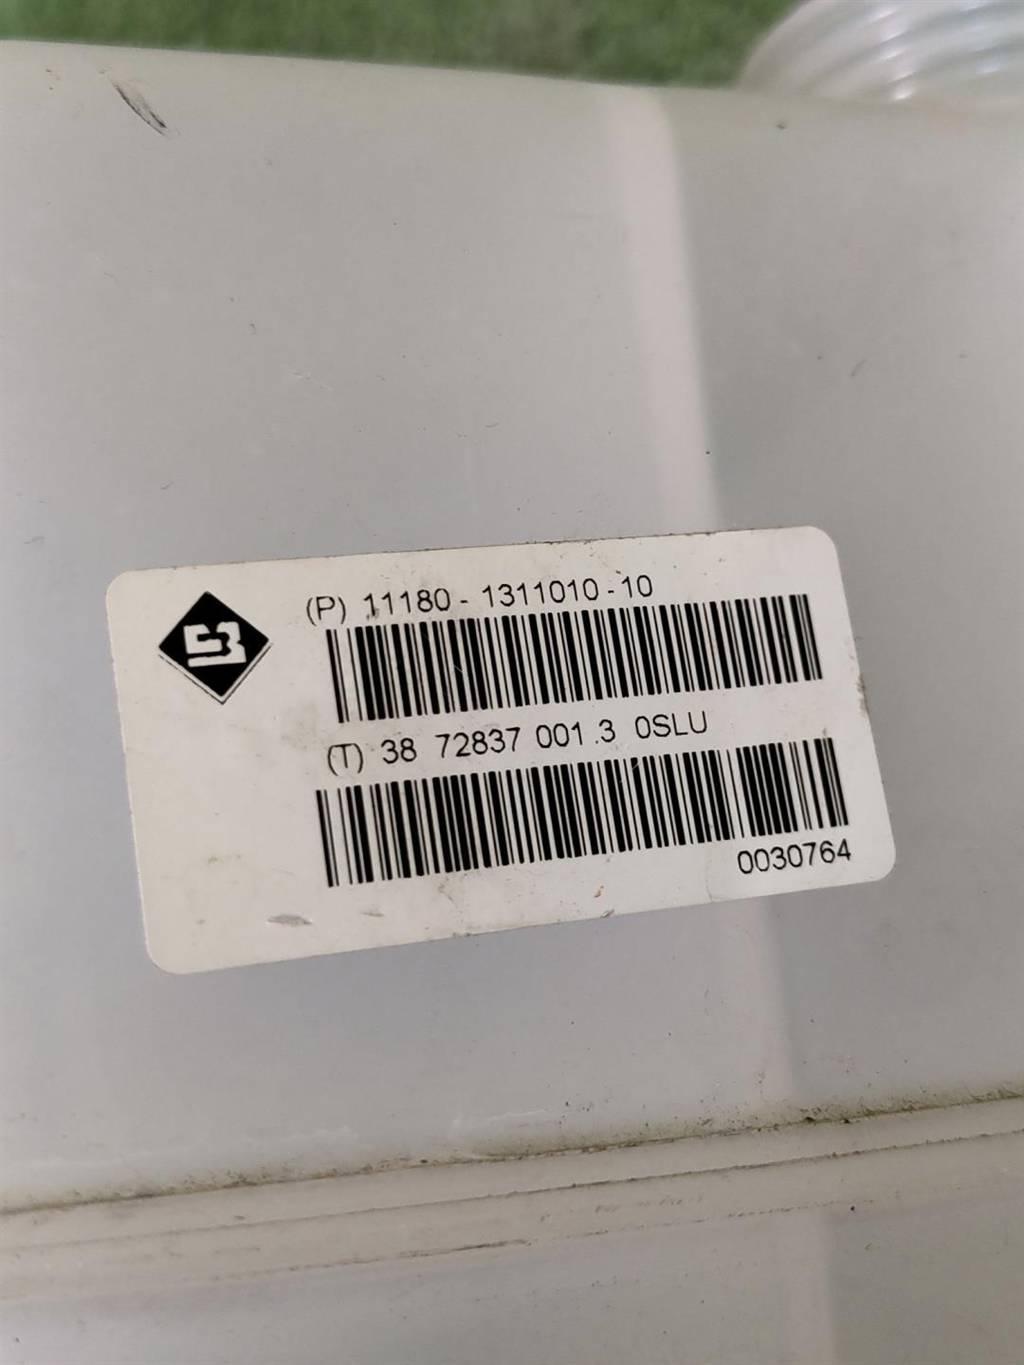 (P) 11180 - 1311010 - 10
(T) 38 72837 001.3 0SLU
0030764